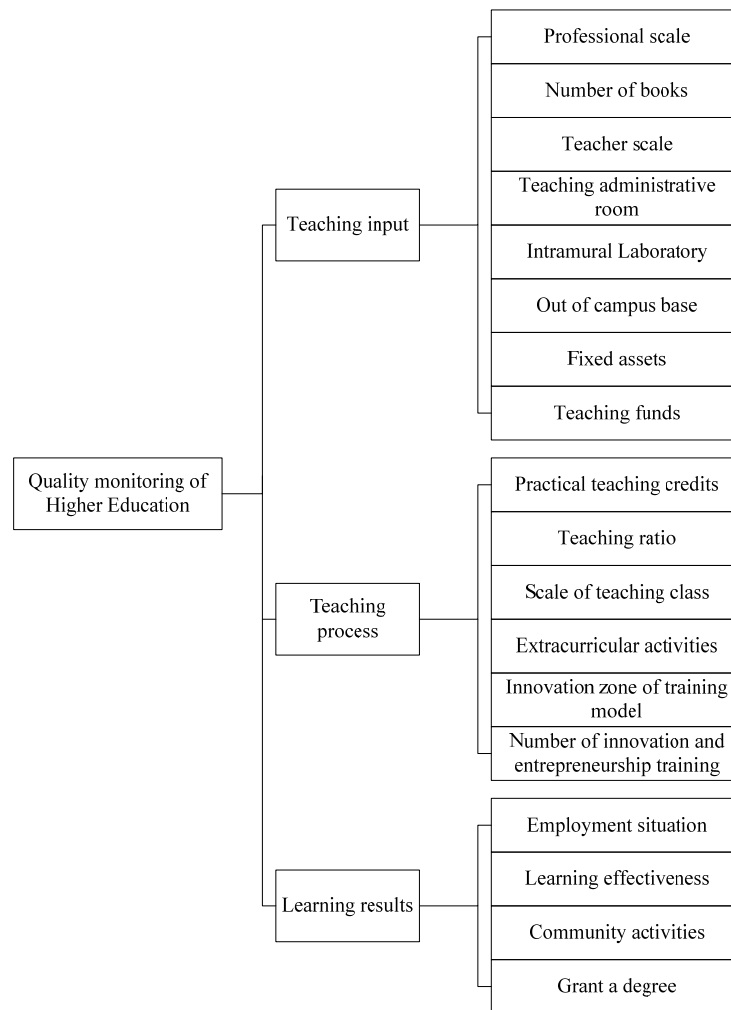 Quality monitoring of
Higher Education
Teaching input
Professional scale
Number of books
Teacher scale
Teaching administrative
room
Intramural Laboratory
Out of campus base
Fixed assets
Teaching funds
Teaching
process
Practical teaching credits
Teaching ratio
Scale of teaching class
Extracurricular activities
Innovation zone of training
model
Number of innovation and
entrepreneurship training
Learning results
Employment situation
Learning effectiveness
Community activities
Grant a degree